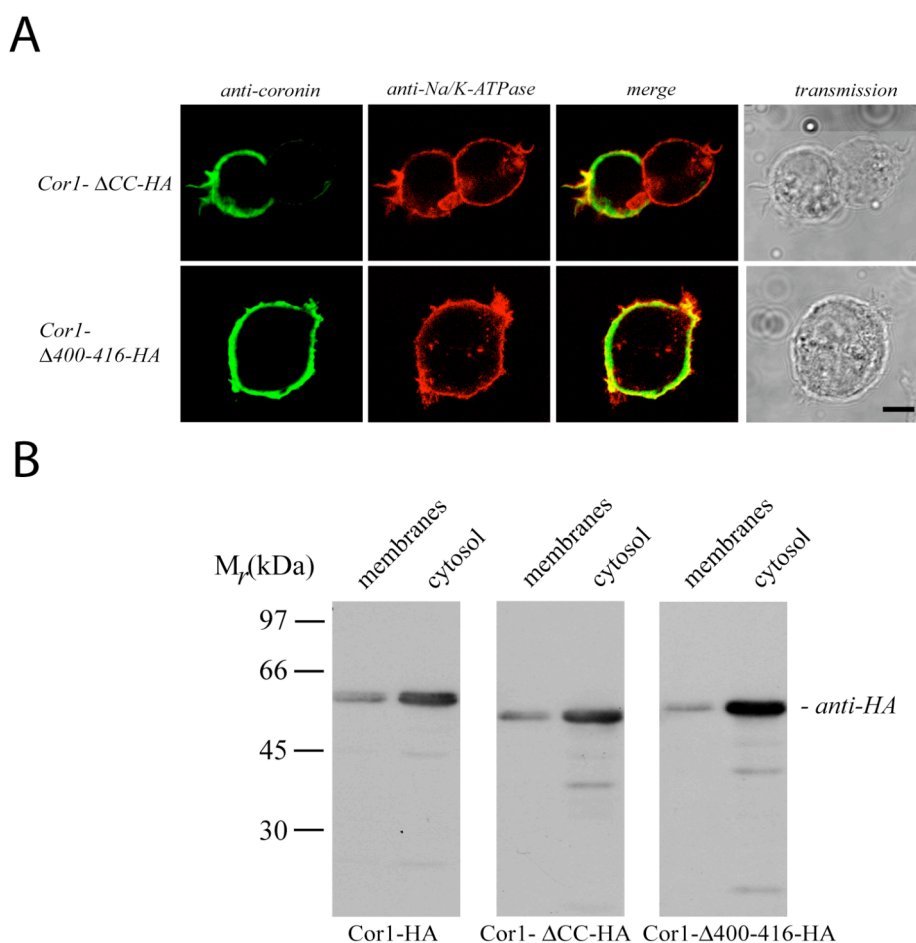 A
anti-coronin anti-Na/K-ATPase merge transmission
Cor1- ΔCC-HA
Cor1-
Δ400-416-HA
B
membranes cytosol membranes cytosol membranes cytosol
Mr(kDa)
97
66
- anti-HA
45
30
Cor1-HA Cor1- ΔCC-HA Cor1-Δ400-416-HA